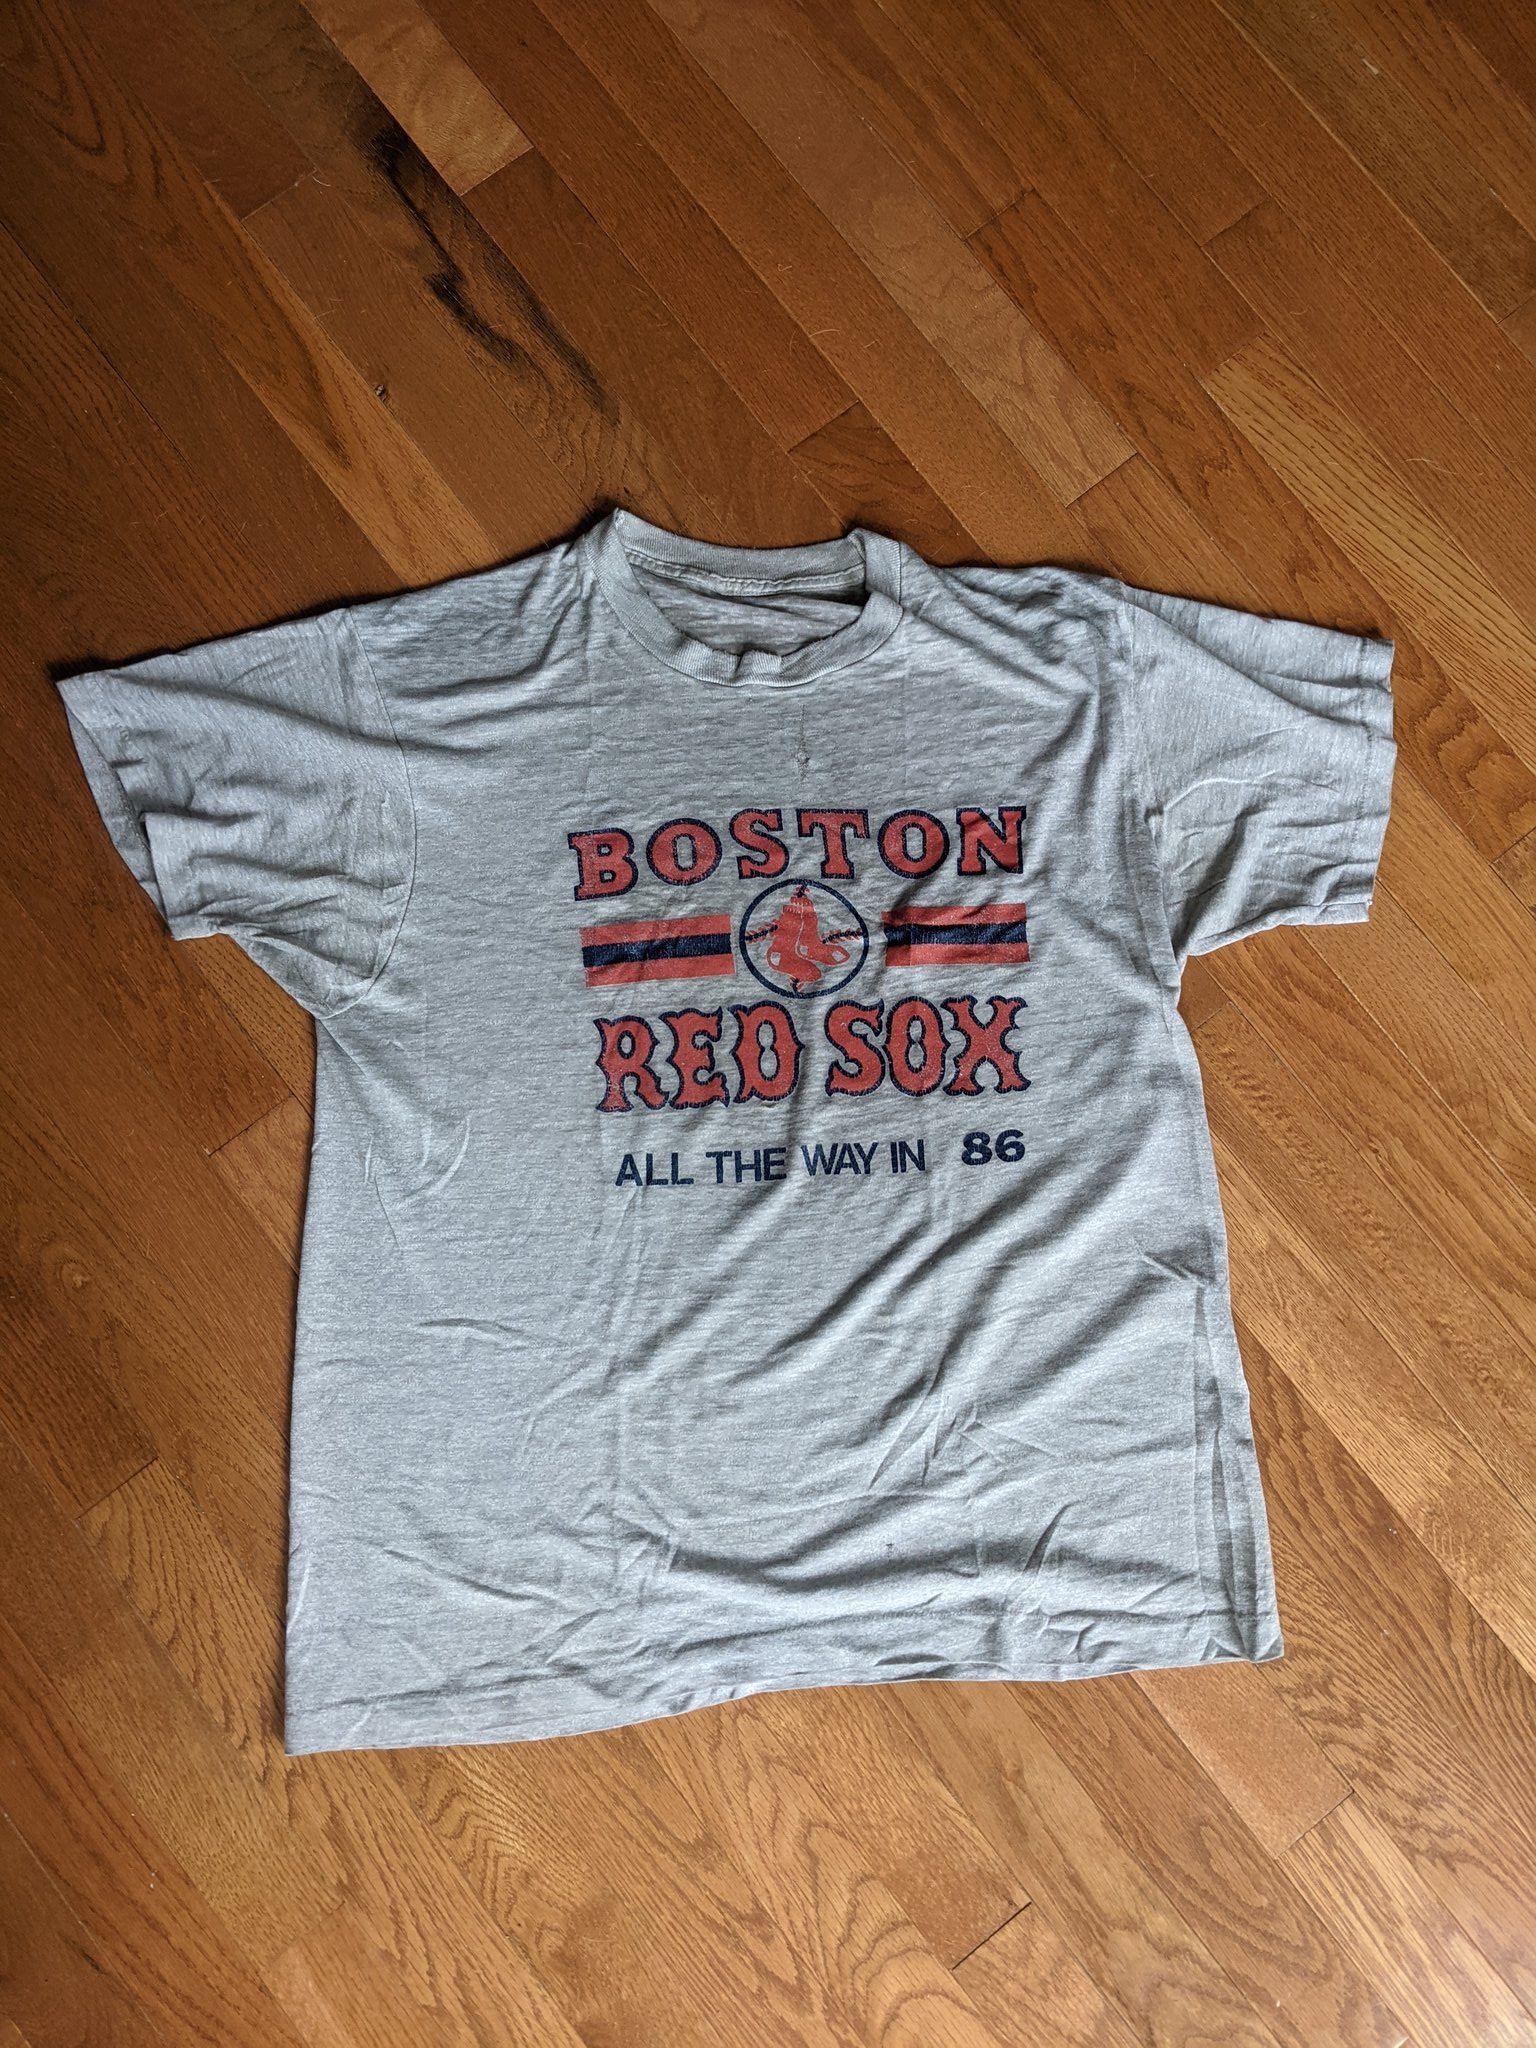 BOSTON
RED SOX
ALL THE WAY IN 86